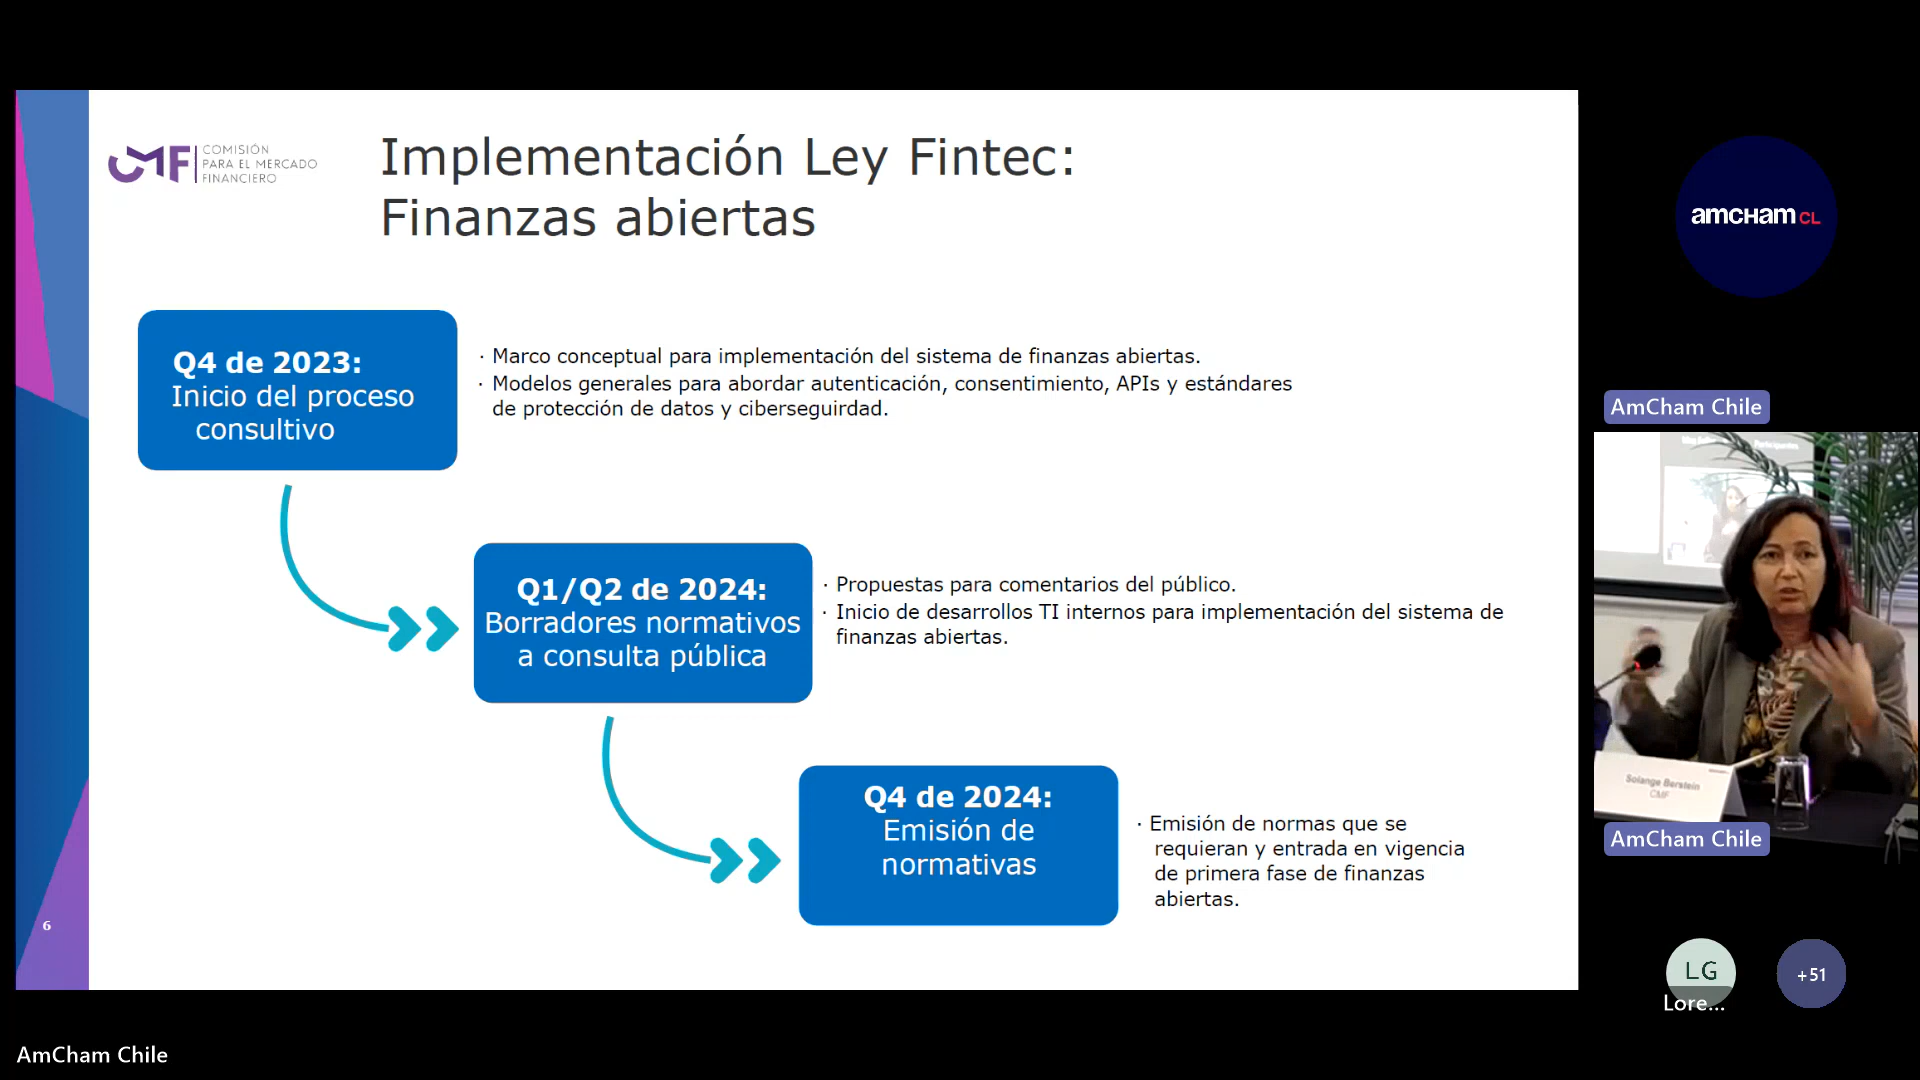 CMF
COMISIÓN
PARA EL MERCADO
FINANCIERO
Implementación Ley Fintec:
Finanzas abiertas
Q4 de 2023:
Inicio del proceso
consultivo
· Marco conceptual para implementación del sistema de finanzas abiertas.
· Modelos generales para abordar autenticación, consentimiento, APIs y estándares
de protección de datos y ciberseguirdad.
Q1/Q2 de 2024:
Borradores normativos
a consulta pública
· Propuestas para comentarios del público.
· Inicio de desarrollos TI internos para implementación del sistema de
finanzas abiertas.
Q4 de 2024:
Emisión de
normativas
· Emisión de normas que se
requieran y entrada en vigencia
de primera fase de finanzas
abiertas.
6
AmCham Chile
amcham CL
AmCham Chile
Participantes
Solange Berstein
CMF
AmCham Chile
LG
Lore...
+51